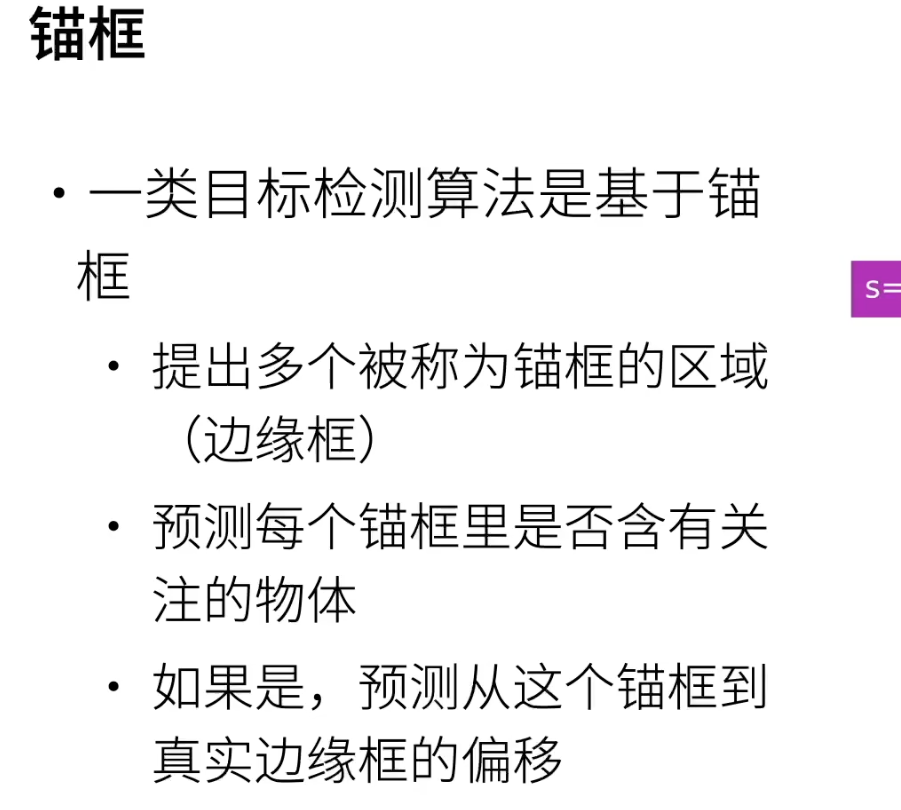 锚框
• 一类目标检测算法是基于锚
框
• 提出多个被称为锚框的区域
（边缘框）
• 预测每个锚框里是否含有关
注的物体
• 如果是，预测从这个锚框到
真实边缘框的偏移
s=